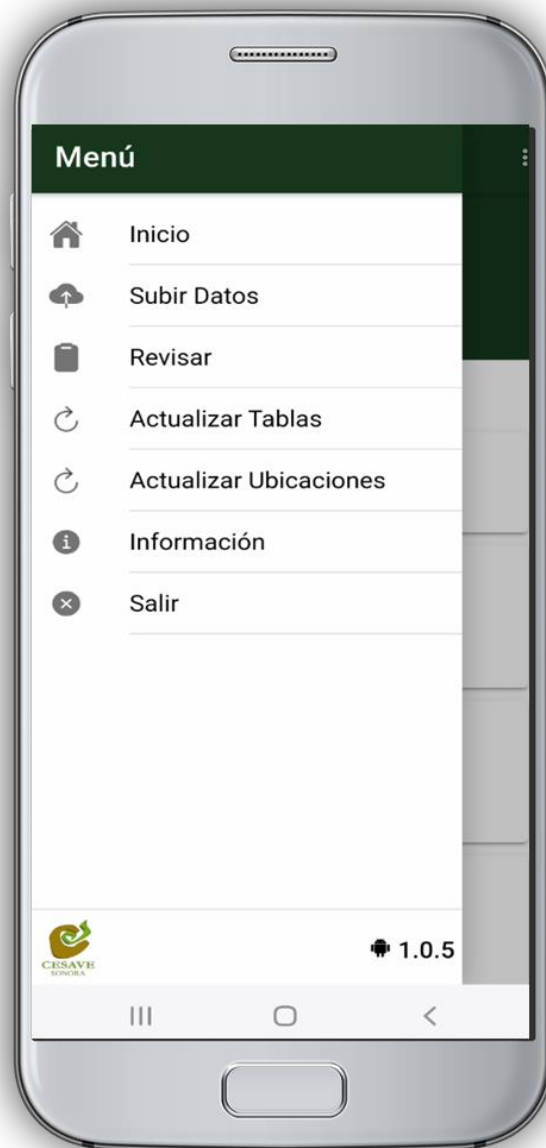 Menú
Inicio
Subir Datos
Revisar
Actualizar Tablas
Actualizar Ubicaciones
Información
Salir
CESAVE
SONORA
1.0.5